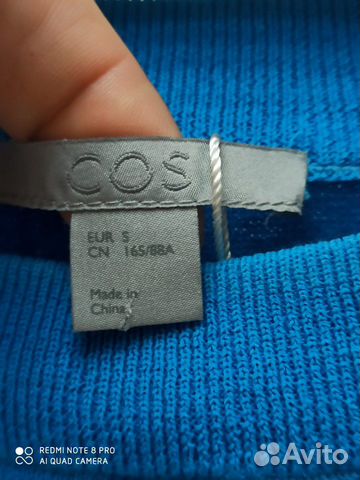 COS
EUR S
CN 165/88A
Made in
China
REDMI NOTE 8 PRO
AI QUAD CAMERA
Avito